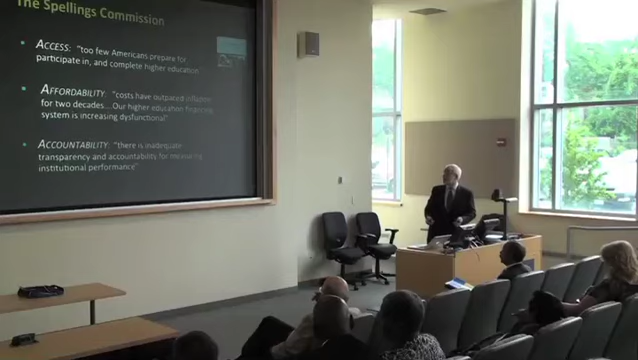 The Spellings Commission
• ACCESS: "too few Americans prepare for,
participate in, and complete higher education
• AFFORDABILITY: "costs have outpaced inflation
for two decades...Our higher education financing
system is increasing dysfunctional"
• ACCOUNTABILITY: "there is inadequate
transparency and accountability for measuring
institutional performance"